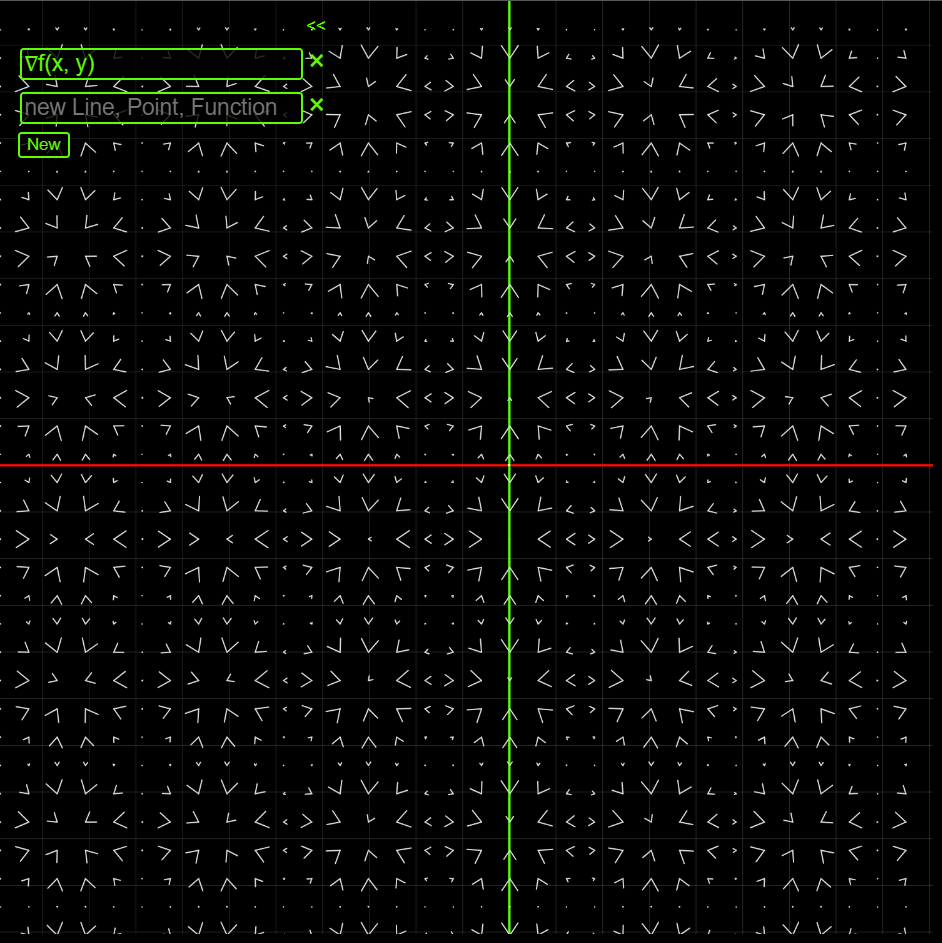 <<
∇f(x, y)
×
new Line, Point, Function
×
New